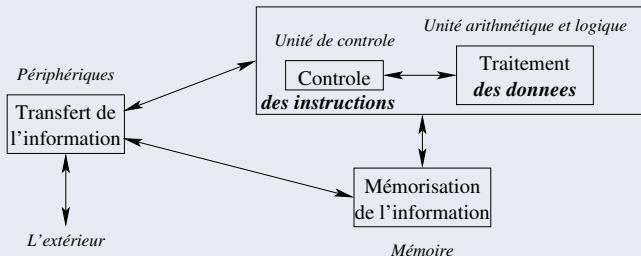 Unité arithmétique et logique
Unité de controle
Traitement
des donnees
Controle
des instructions
Périphériques
Transfert de
l'information
Mémorisation
de l'information
L'extérieur
Mémoire